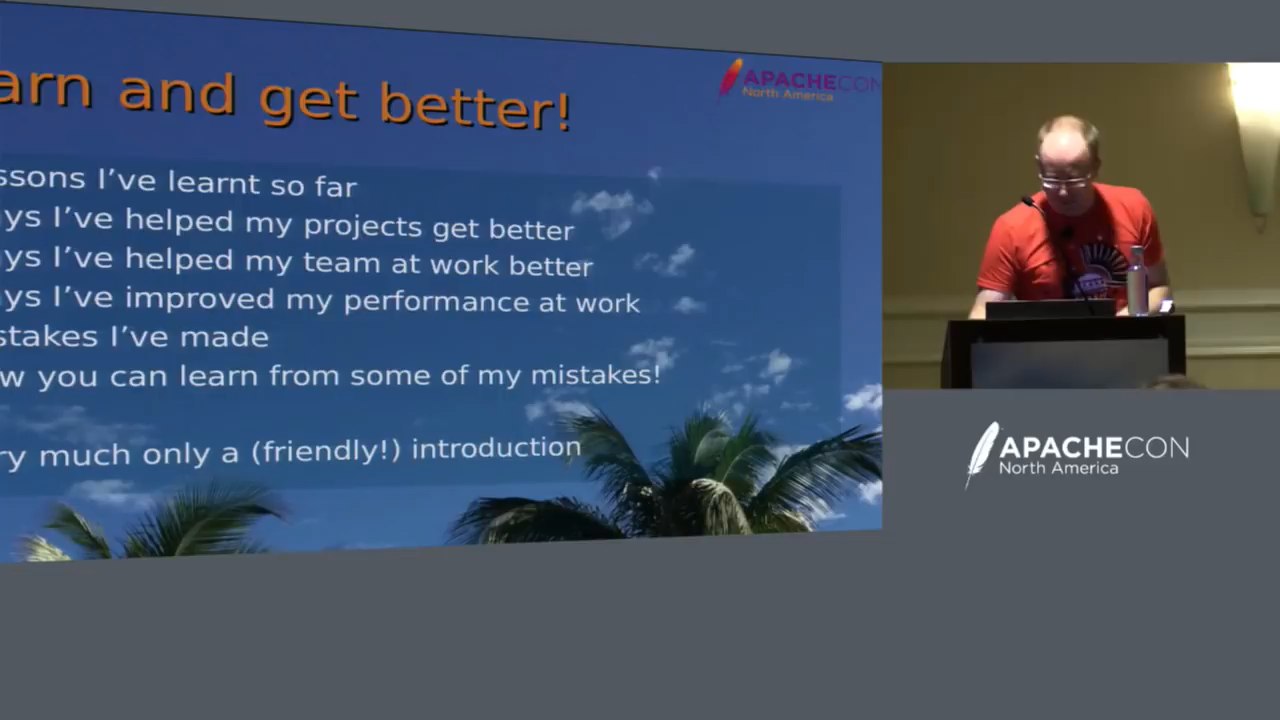 arn and get better!
APACHECON
North America
ssons I've learnt so far
ys I've helped my projects get better
ys I've helped my team at work better
ys I've improved my performance at work
stakes I've made
w you can learn from some of my mistakes!
ry much only a (friendly!) introduction
APACHECON
North America